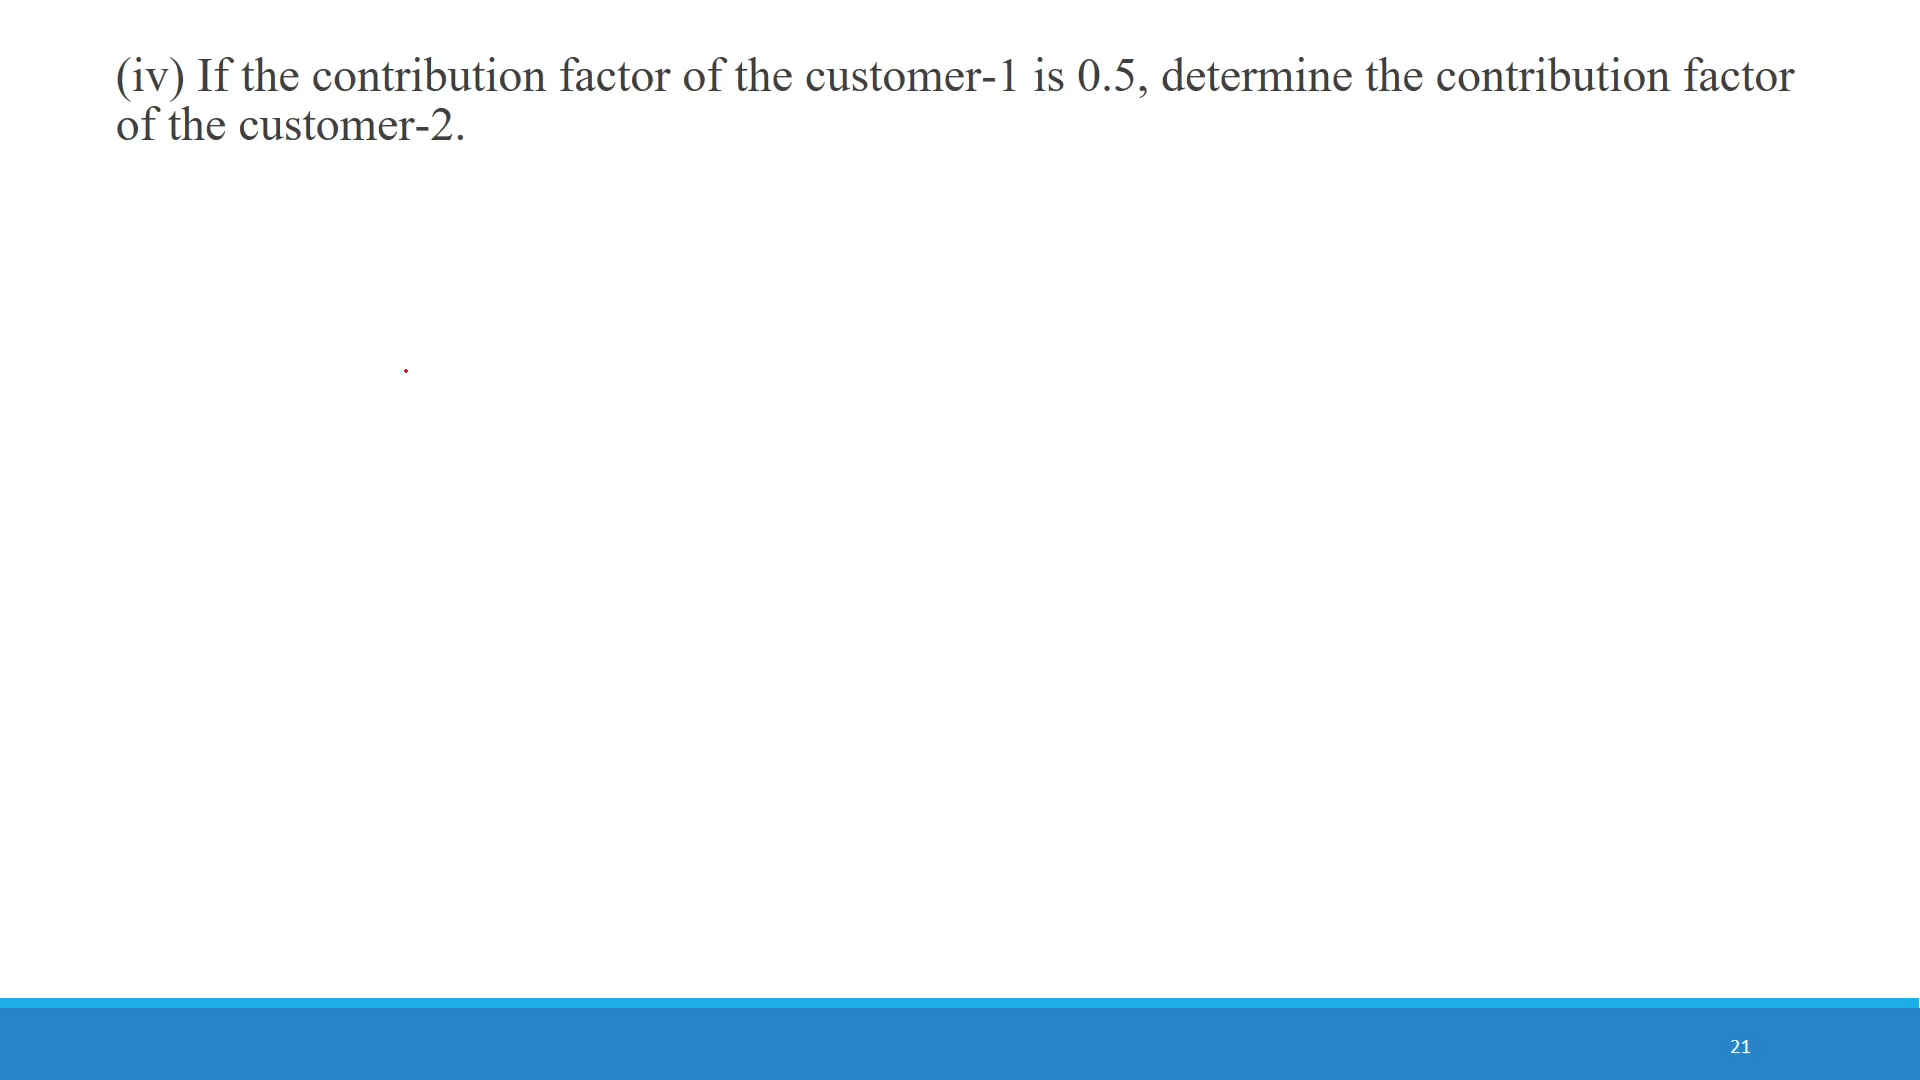 (iv) If the contribution factor of the customer-1 is 0.5, determine the contribution factor
of the customer-2.
21